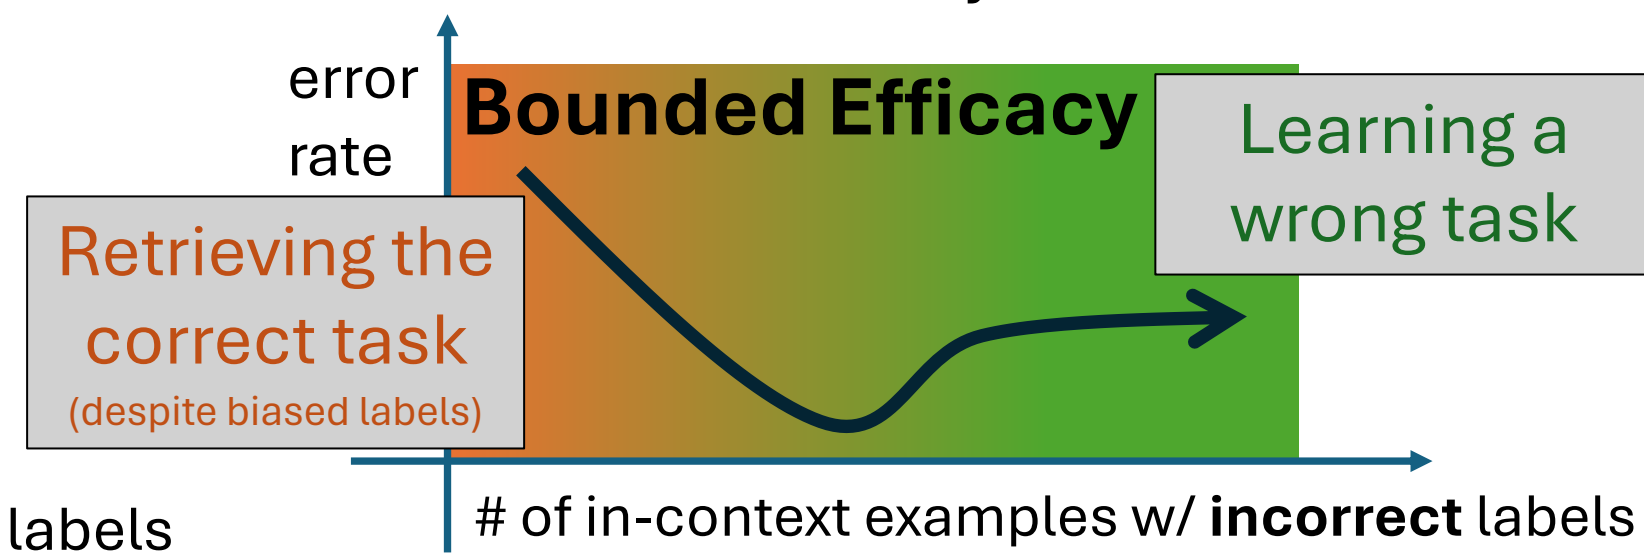 error
rate
Bounded Efficacy
Learning a
wrong task
Retrieving the
correct task
(despite biased labels)
# of in-context examples w/ incorrect labels
labels